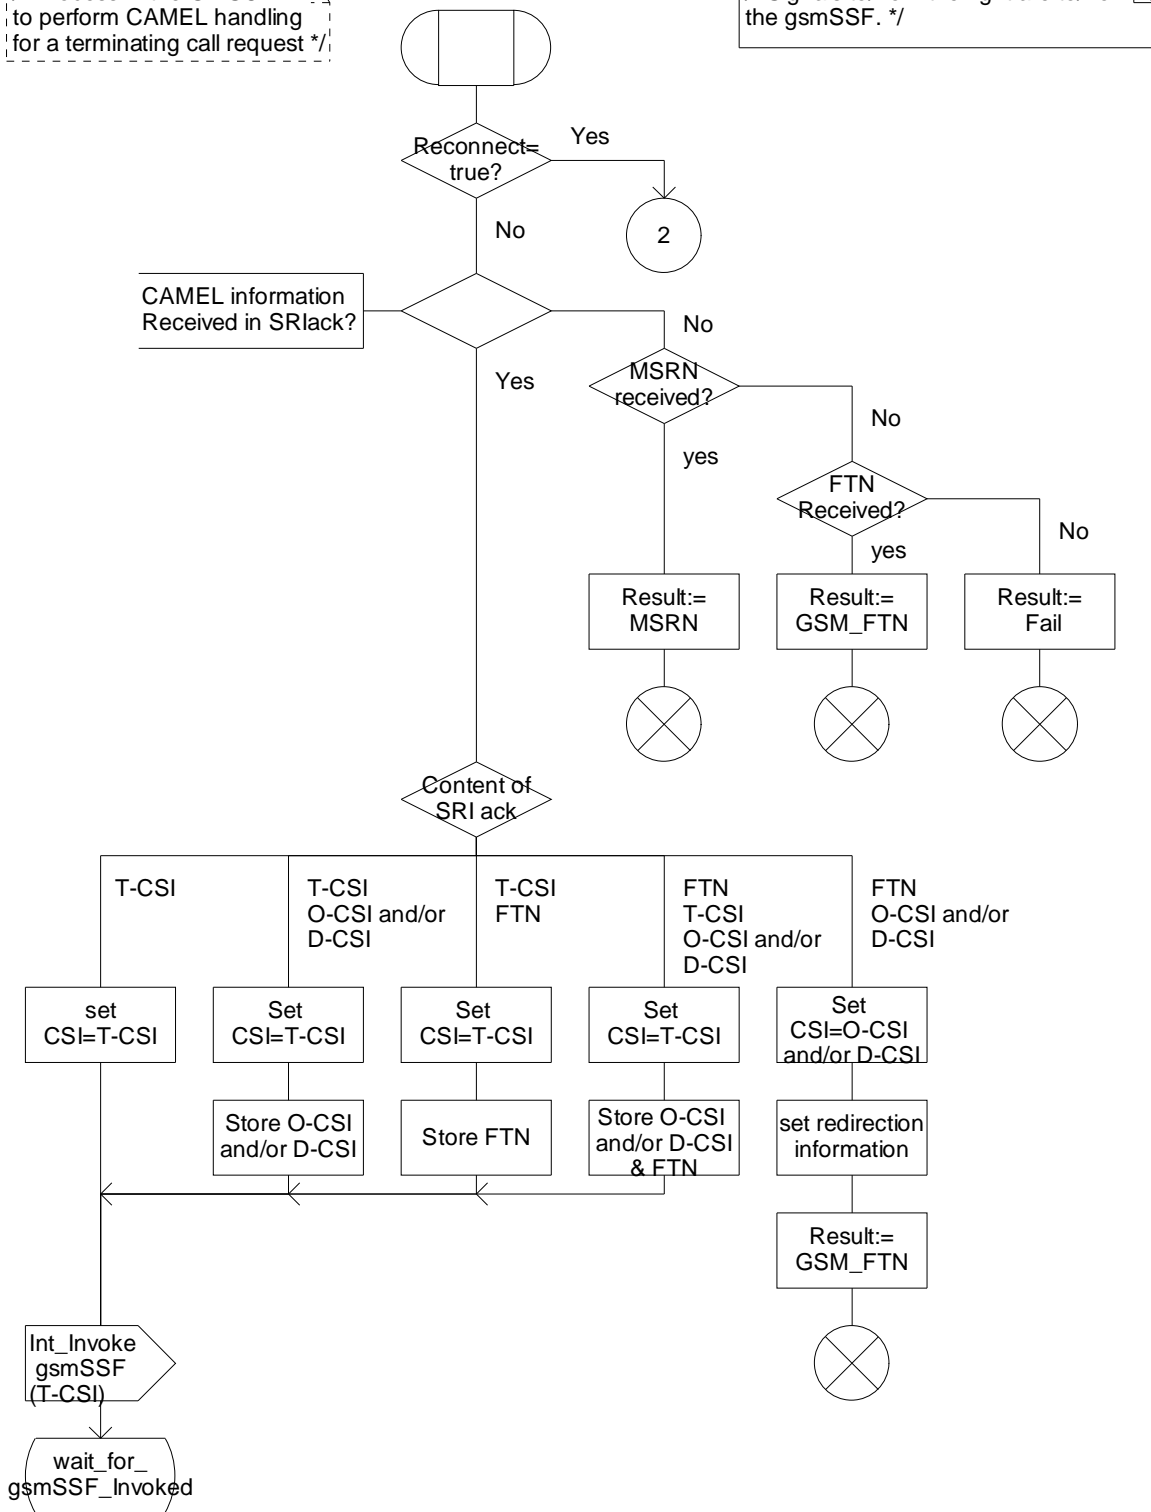 to perform CAMEL handling
for a terminating call request */
the gsmSSF. */
Reconnect=
true?
Yes
No
2
CAMEL information
Received in SRIack?
No
Yes
MSRN
received?
No
yes
FTN
Received?
No
yes
Result:=
MSRN
Result:=
GSM_FTN
Result:=
Fail
Content of
SRI ack
T-CSI
T-CSI
O-CSI and/or
D-CSI
T-CSI
FTN
FTN
T-CSI
O-CSI and/or
D-CSI
FTN
O-CSI and/or
D-CSI
set
CSI=T-CSI
Set
CSI=T-CSI
Set
CSI=T-CSI
Set
CSI=T-CSI
Set
CSI=O-CSI
and/or D-CSI
Store O-CSI
and/or D-CSI
Store FTN
Store O-CSI
and/or D-CSI
& FTN
set redirection
information
Result:=
GSM_FTN
Int_Invoke
gsmSSF
(T-CSI)
wait_for_
gsmSSF_Invoked